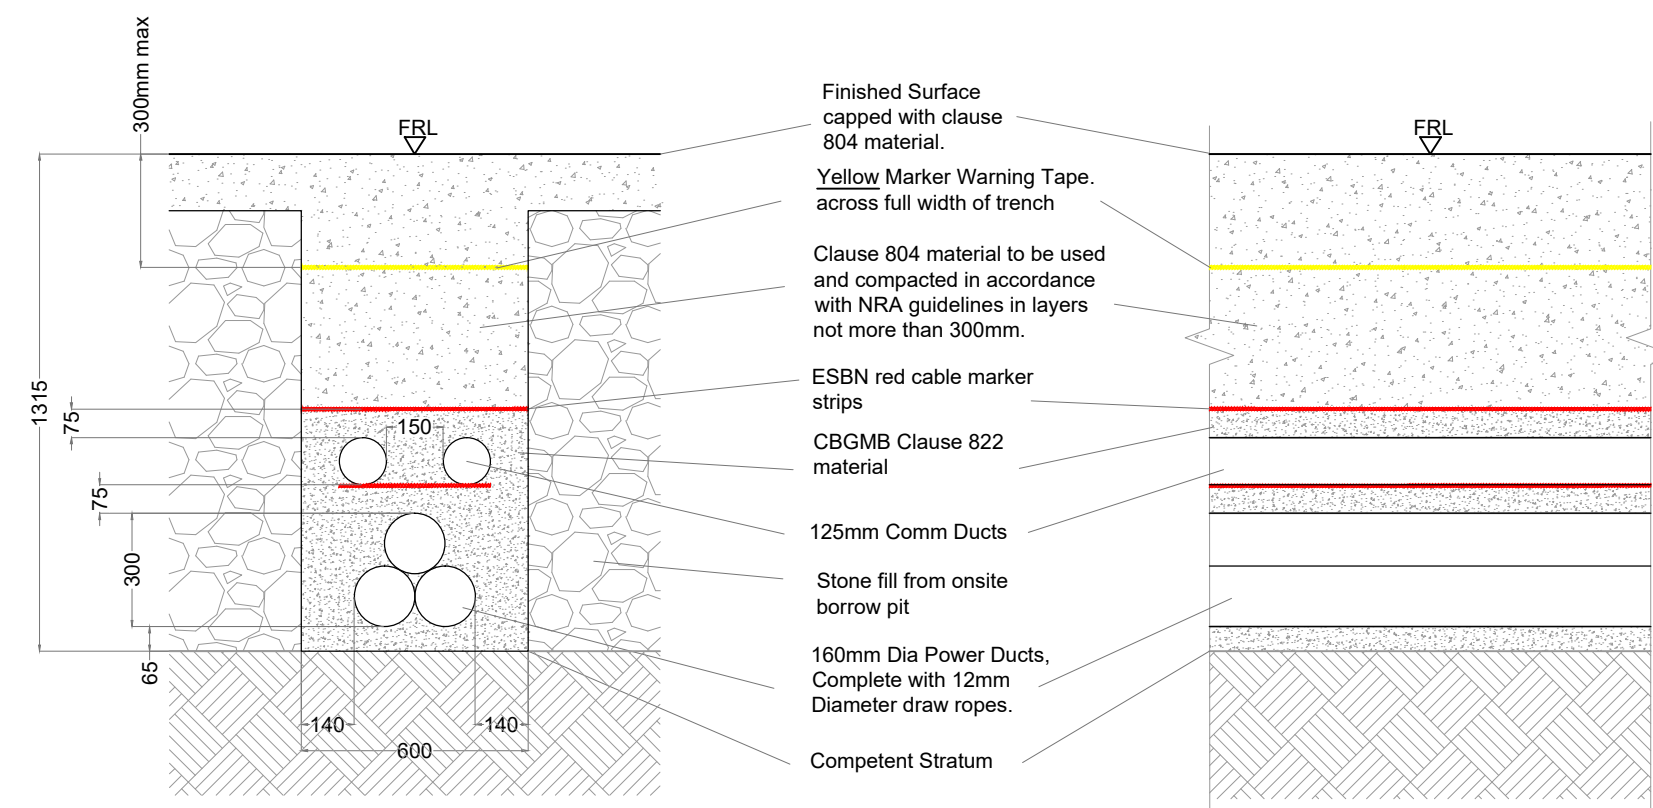 300mm max
FRL
1315
75
150
75
300
65
140
140
600
Finished Surface
capped with clause
804 material.
Yellow Marker Warning Tape.
across full width of trench
Clause 804 material to be used
and compacted in accordance
with NRA guidelines in layers
not more than 300mm.
ESBN red cable marker
strips
CBGMB Clause 822
material
125mm Comm Ducts
Stone fill from onsite
borrow pit
160mm Dia Power Ducts,
Complete with 12mm
Diameter draw ropes.
Competent Stratum
FRL